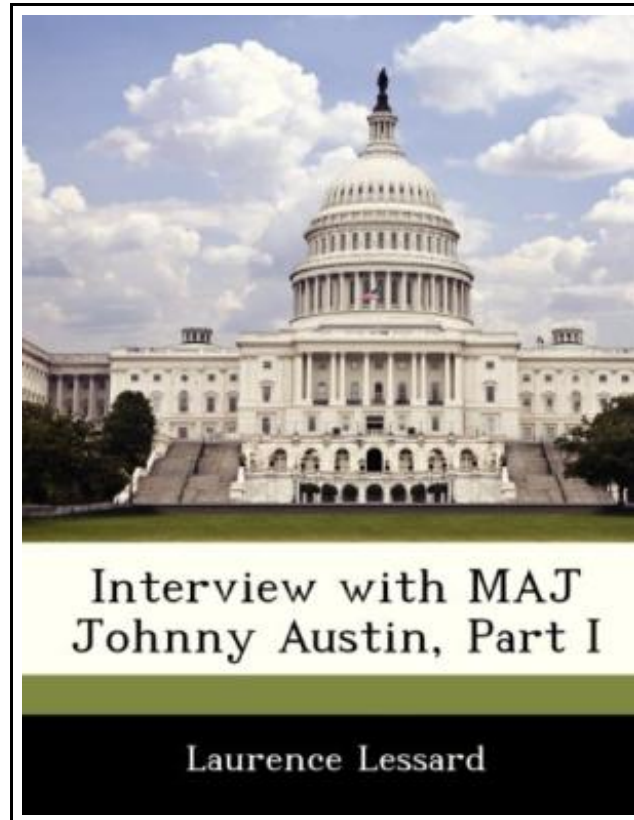 Interview with MAJ
Johnny Austin, Part I
Laurence Lessard